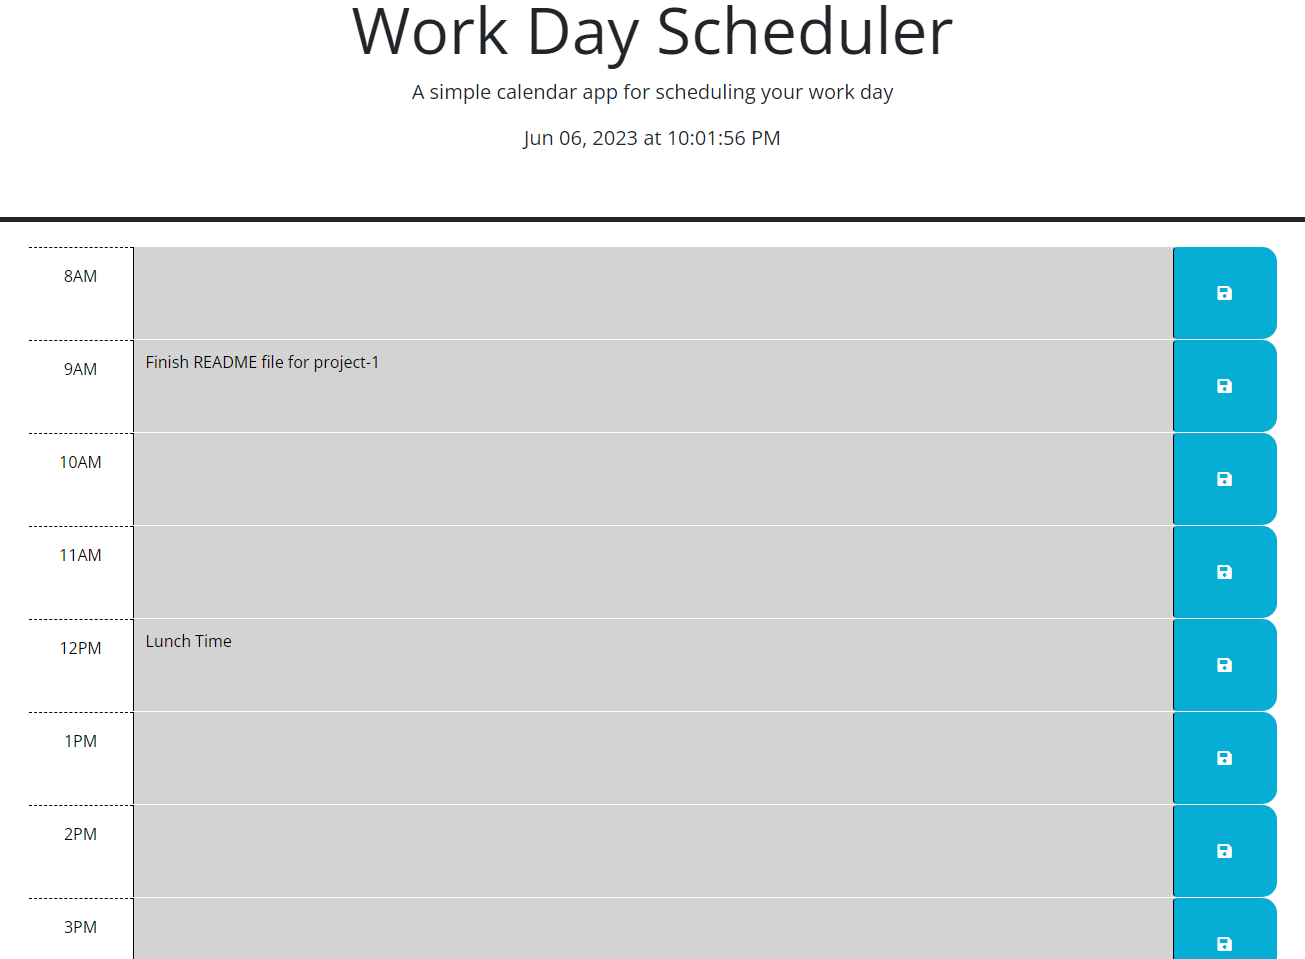 Work Day Scheduler
A simple calendar app for scheduling your work day
Jun 06, 2023 at 10:01:56 PM
8AM
9AM
Finish README file for project-1
10AM
11AM
12PM
Lunch Time
1PM
2PM
3PM